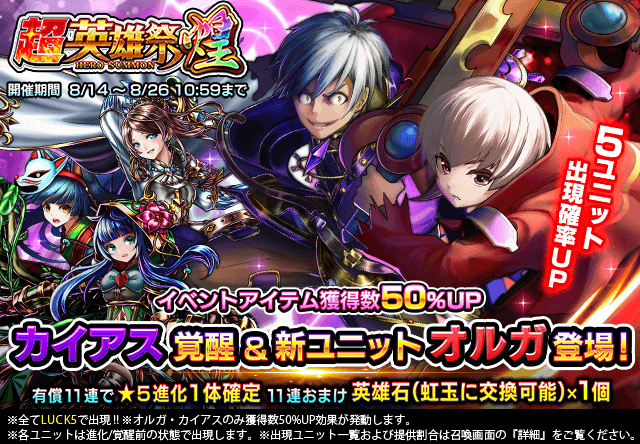 超英雄祭・煌
HERO SUMMON
開催期間 8/14～8/26 10:59まで
5ユニット
出現確率UP
イベントアイテム獲得数50%UP
カイアス 覚醒 & 新ユニット オルガ 登場!
有償11連で ★5進化1体確定 11連おまけ 英雄石(虹玉に交換可能)×1個
※全てLUCK5で出現!! ※オルガ・カイアスのみ獲得数50%UP効果が発動します。
※各ユニットは進化/覚醒前の状態で出現します。※出現ユニット一覧および提供割合は召喚画面の『詳細』をご覧ください。